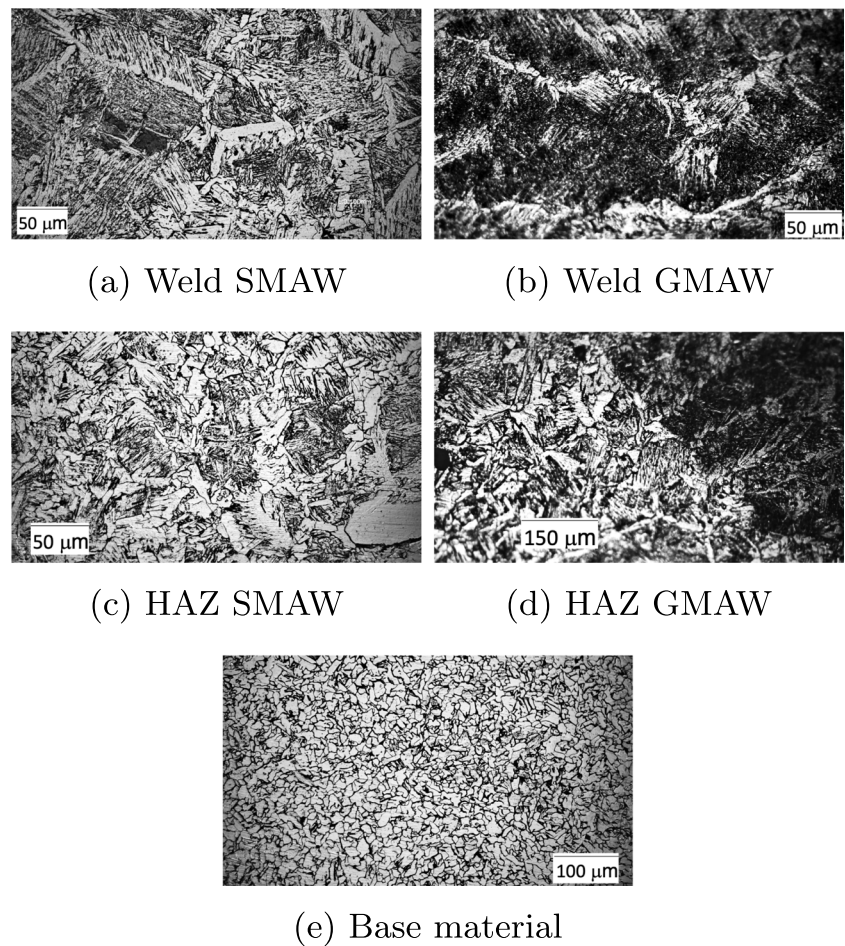 50 μm
50 μm
(a) Weld SMAW
(b) Weld GMAW
50 μm
150 μm
(c) HAZ SMAW
(d) HAZ GMAW
100 μm
(e) Base material